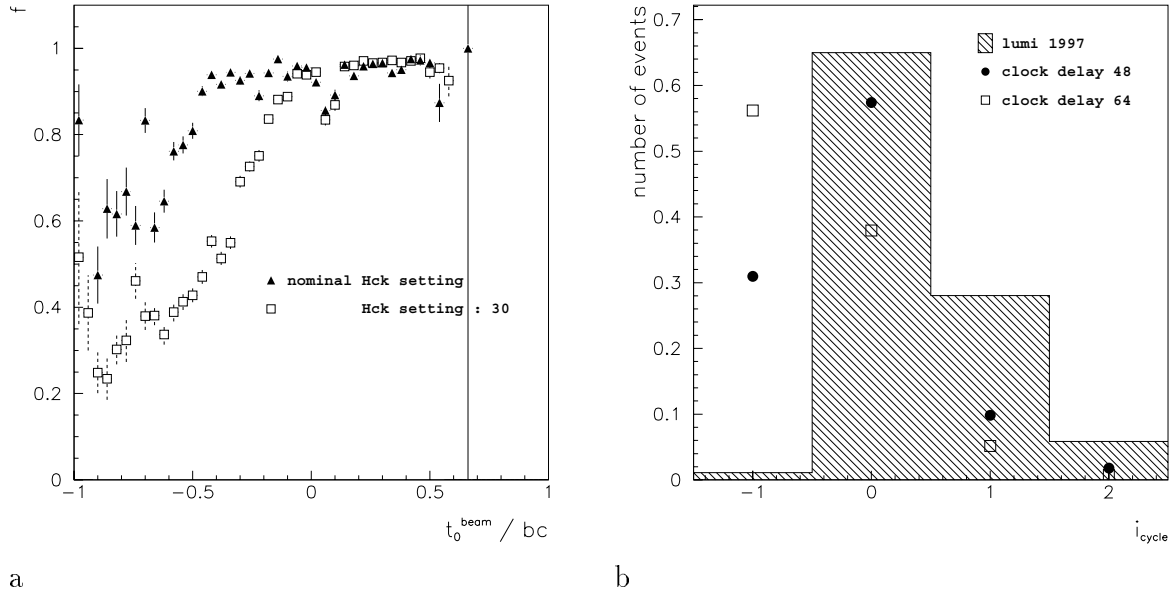 f
1
0.8
0.6
0.4
0.2
0
-1
-0.5
0
0.5
1
nominal Hck setting
Hck setting : 30
t₀ᵇᵉᵃᵐ / bc
a
number of events
0.7
0.6
0.5
0.4
0.3
0.2
0.1
0
-1
0
1
2
lumi 1997
clock delay 48
clock delay 64
i_cycle
b